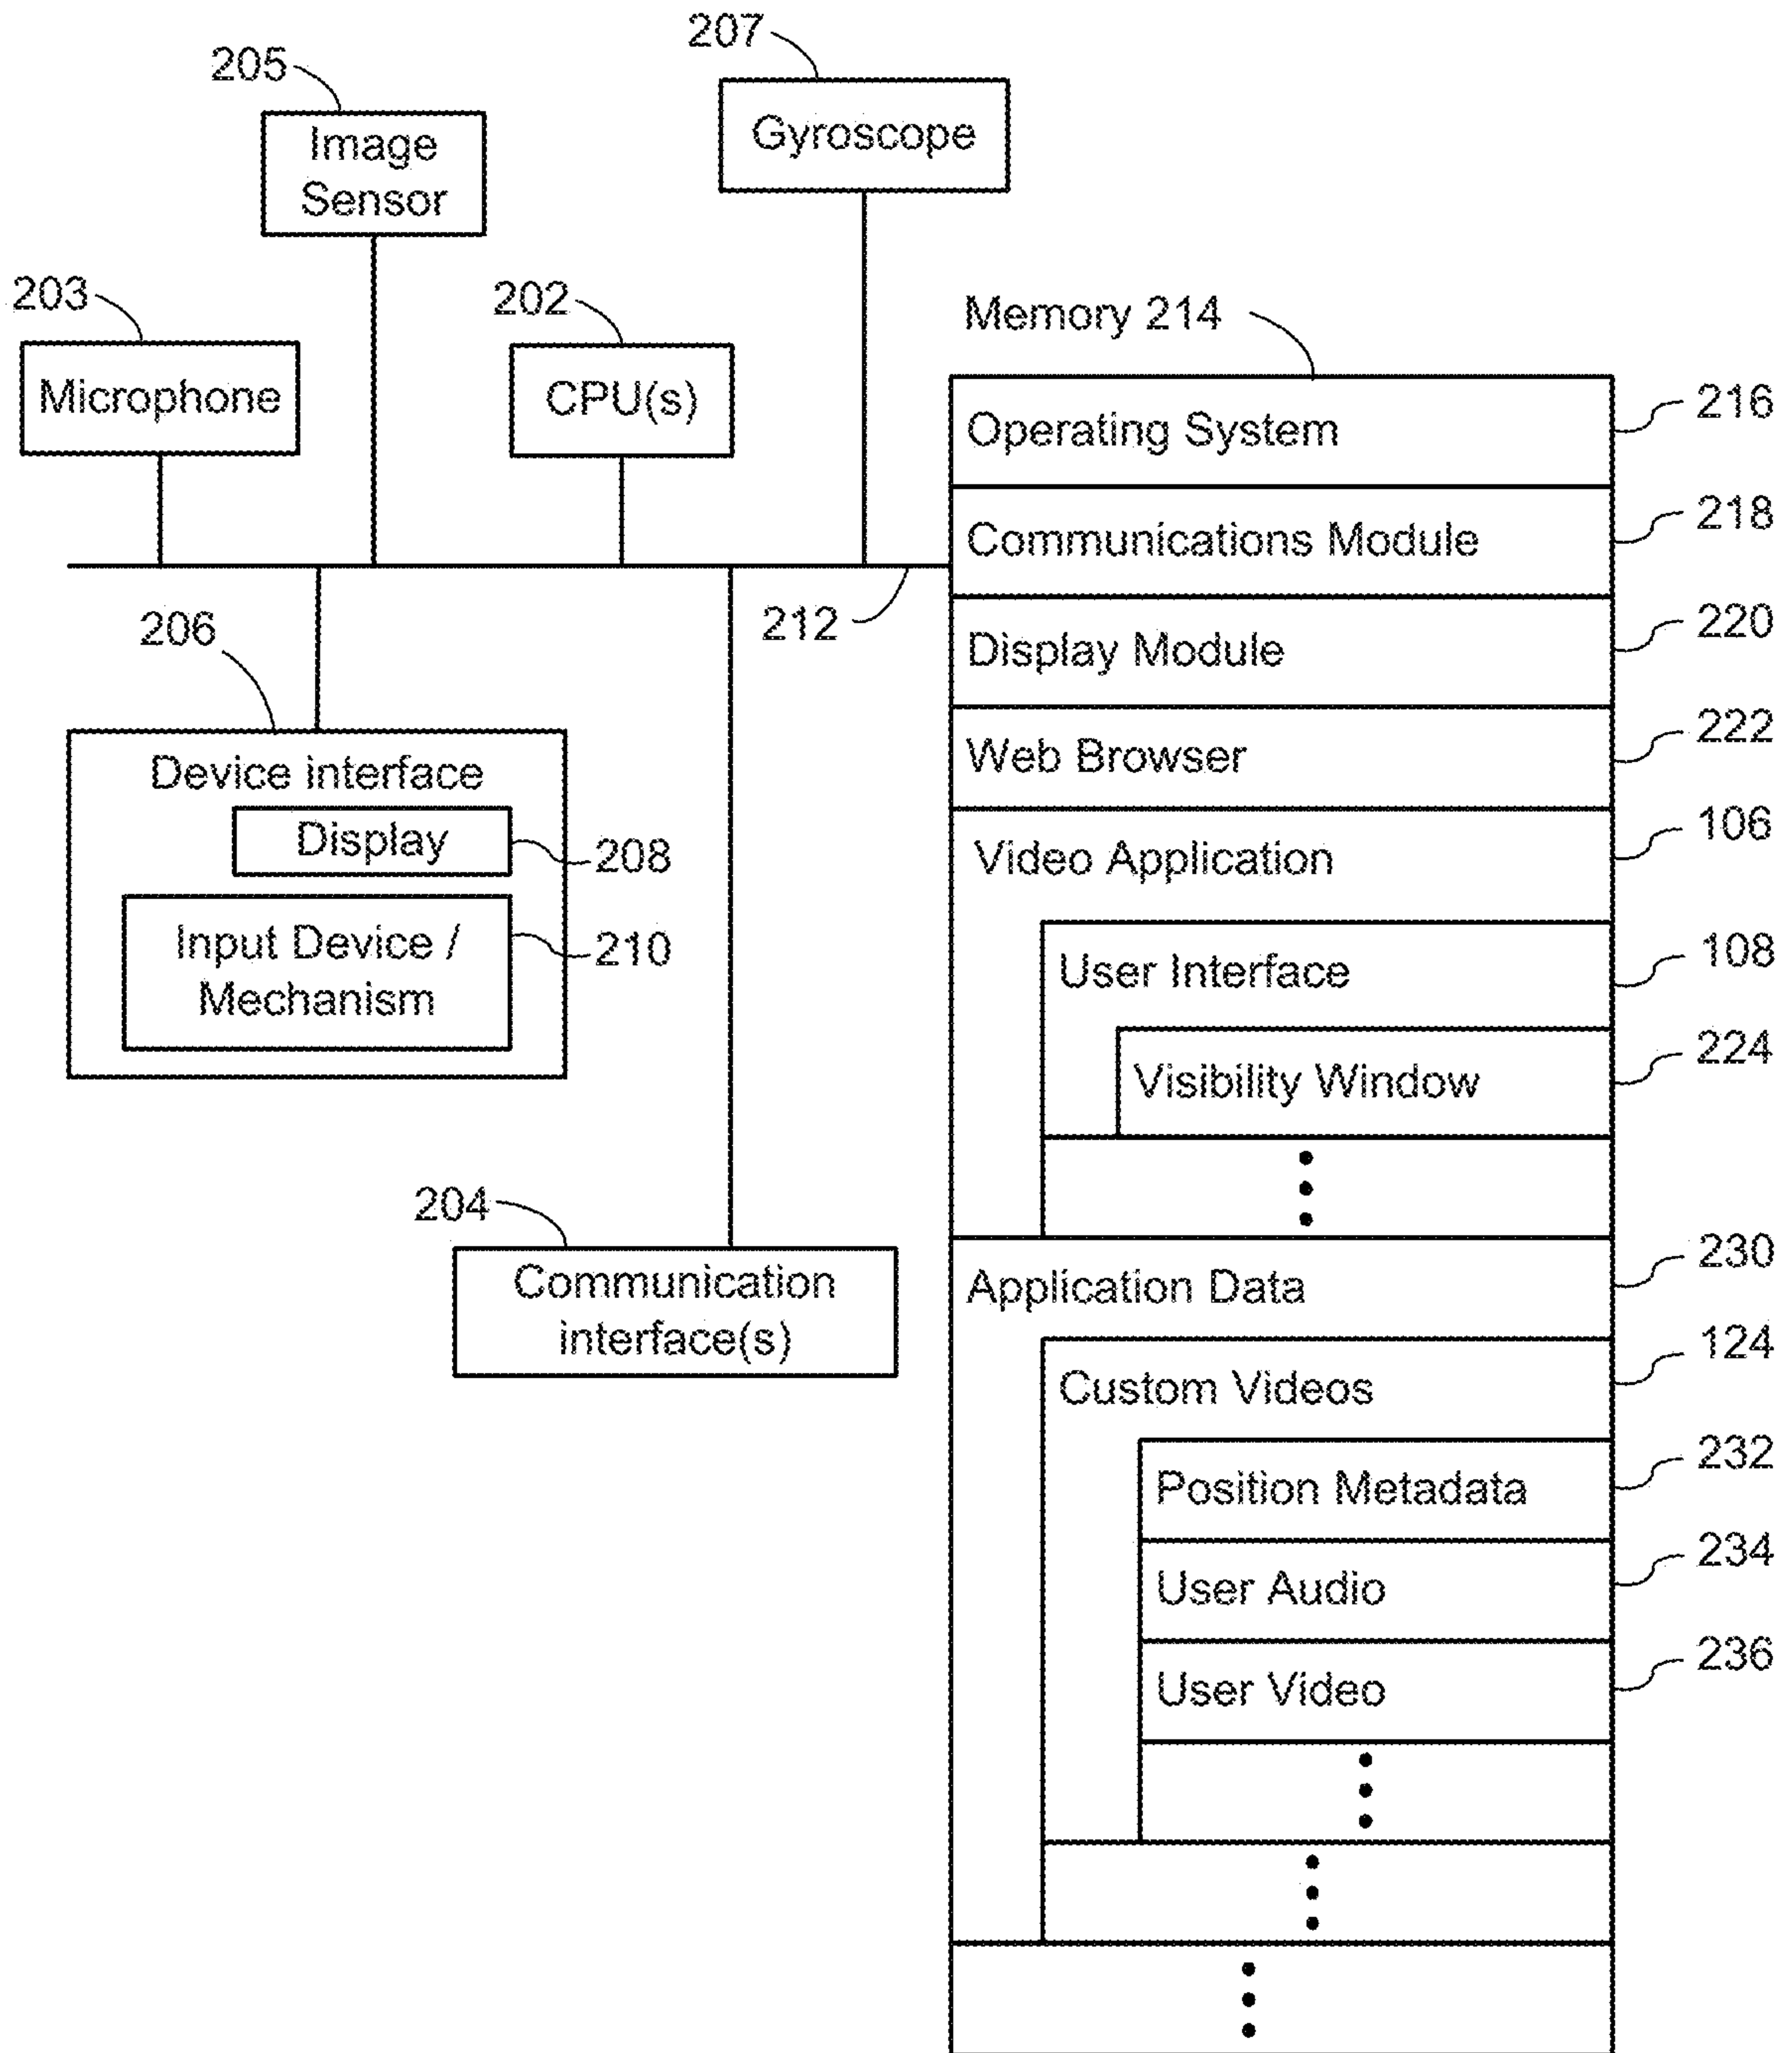 207
205
Gyroscope
Image
Sensor
203
202
Memory 214
Microphone
CPU(s)
Operating System
216
Communications Module
218
212
206
Display Module
220
Device interface
Web Browser
222
Display
208
Video Application
106
Input Device /
Mechanism
210
User Interface
108
Visibility Window
224
204
Communication
interface(s)
Application Data
230
Custom Videos
124
Position Metadata
232
User Audio
234
User Video
236